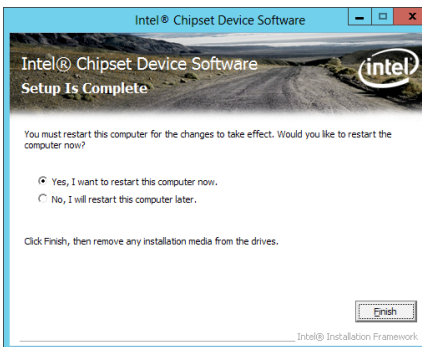 Intel® Chipset Device Software
Intel® Chipset Device Software
intel
Setup Is Complete
You must restart this computer for the changes to take effect. Would you like to restart the
computer now?
Yes, I want to restart this computer now.
No, I will restart this computer later.
Click Finish, then remove any installation media from the drives.
Finish
Intel® Installation Framework